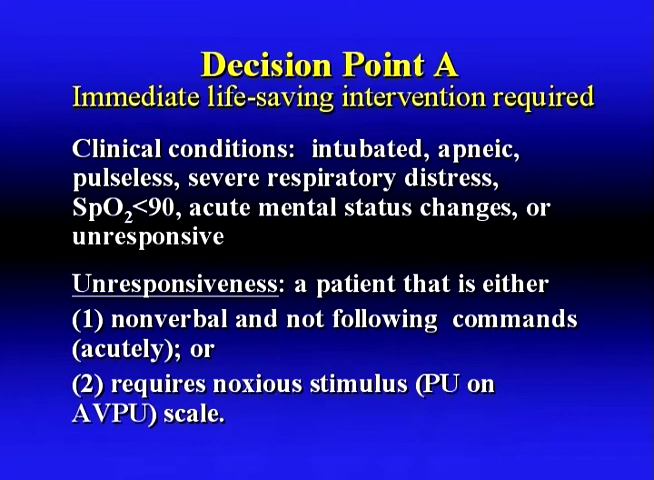 Decision Point A
Immediate life-saving intervention required
Clinical conditions:  intubated, apneic,
pulseless, severe respiratory distress,
SpO₂<90, acute mental status changes, or
unresponsive
Unresponsiveness: a patient that is either
(1) nonverbal and not following  commands
(acutely); or
(2) requires noxious stimulus (PU on
AVPU) scale.